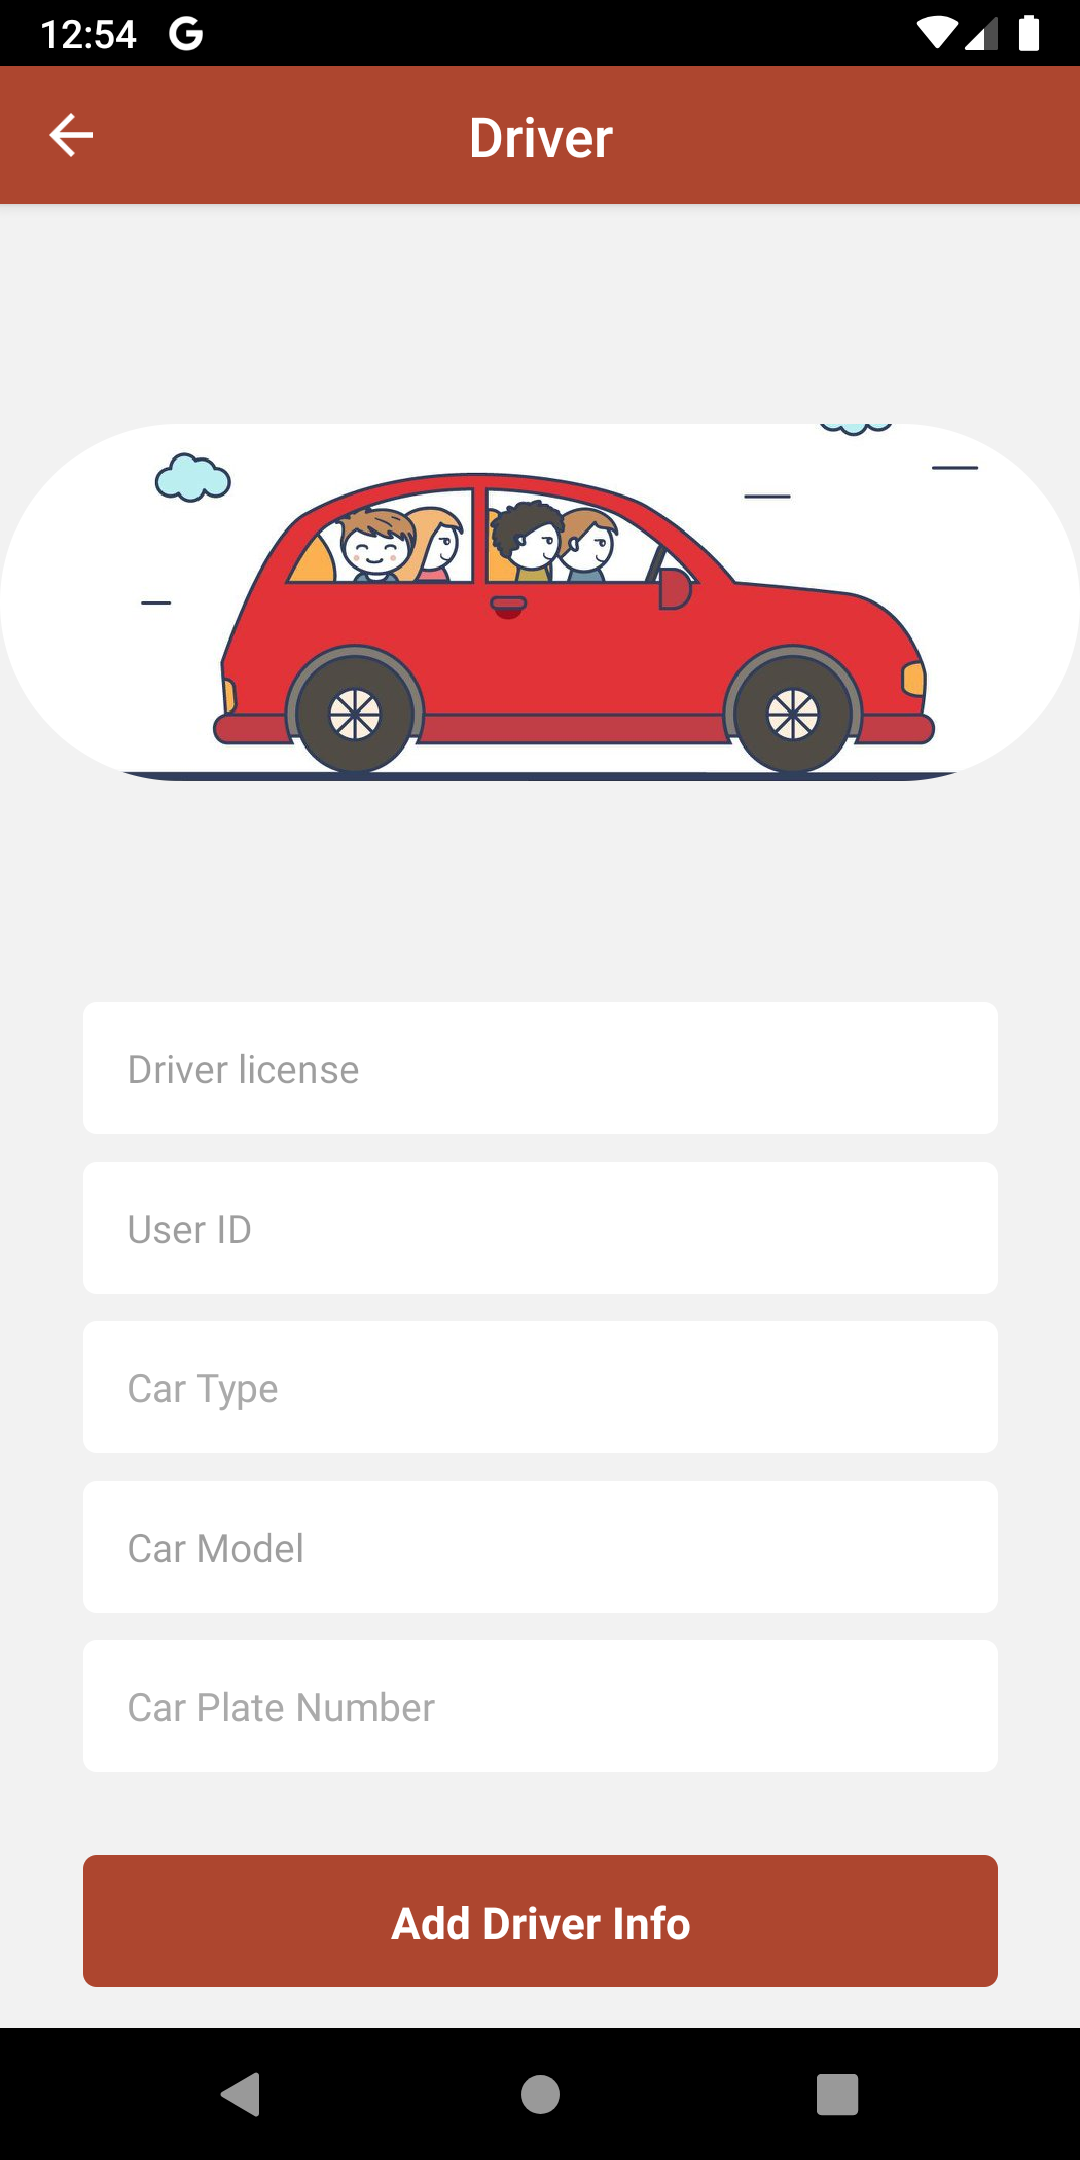 12:54 G
Driver
Driver license
User ID
Car Type
Car Model
Car Plate Number
Add Driver Info